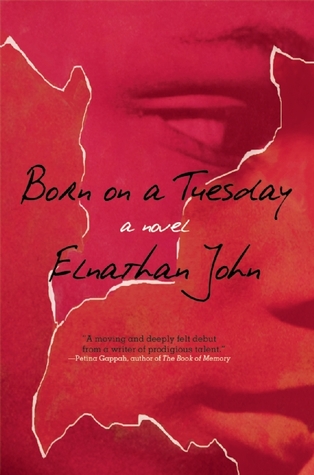 Born on a Tuesday
a novel
Elnathan John
"A moving and deeply felt debut
from a writer of prodigious talent."
—Petina Gappah, author of The Book of Memory